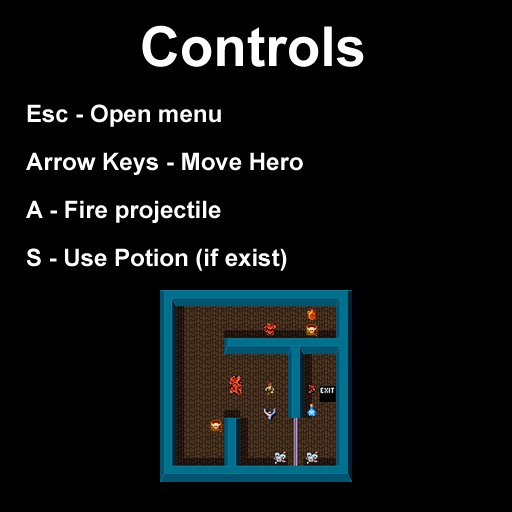 Controls
Esc - Open menu
Arrow Keys - Move Hero
A - Fire projectile
S - Use Potion (if exist)
EXIT